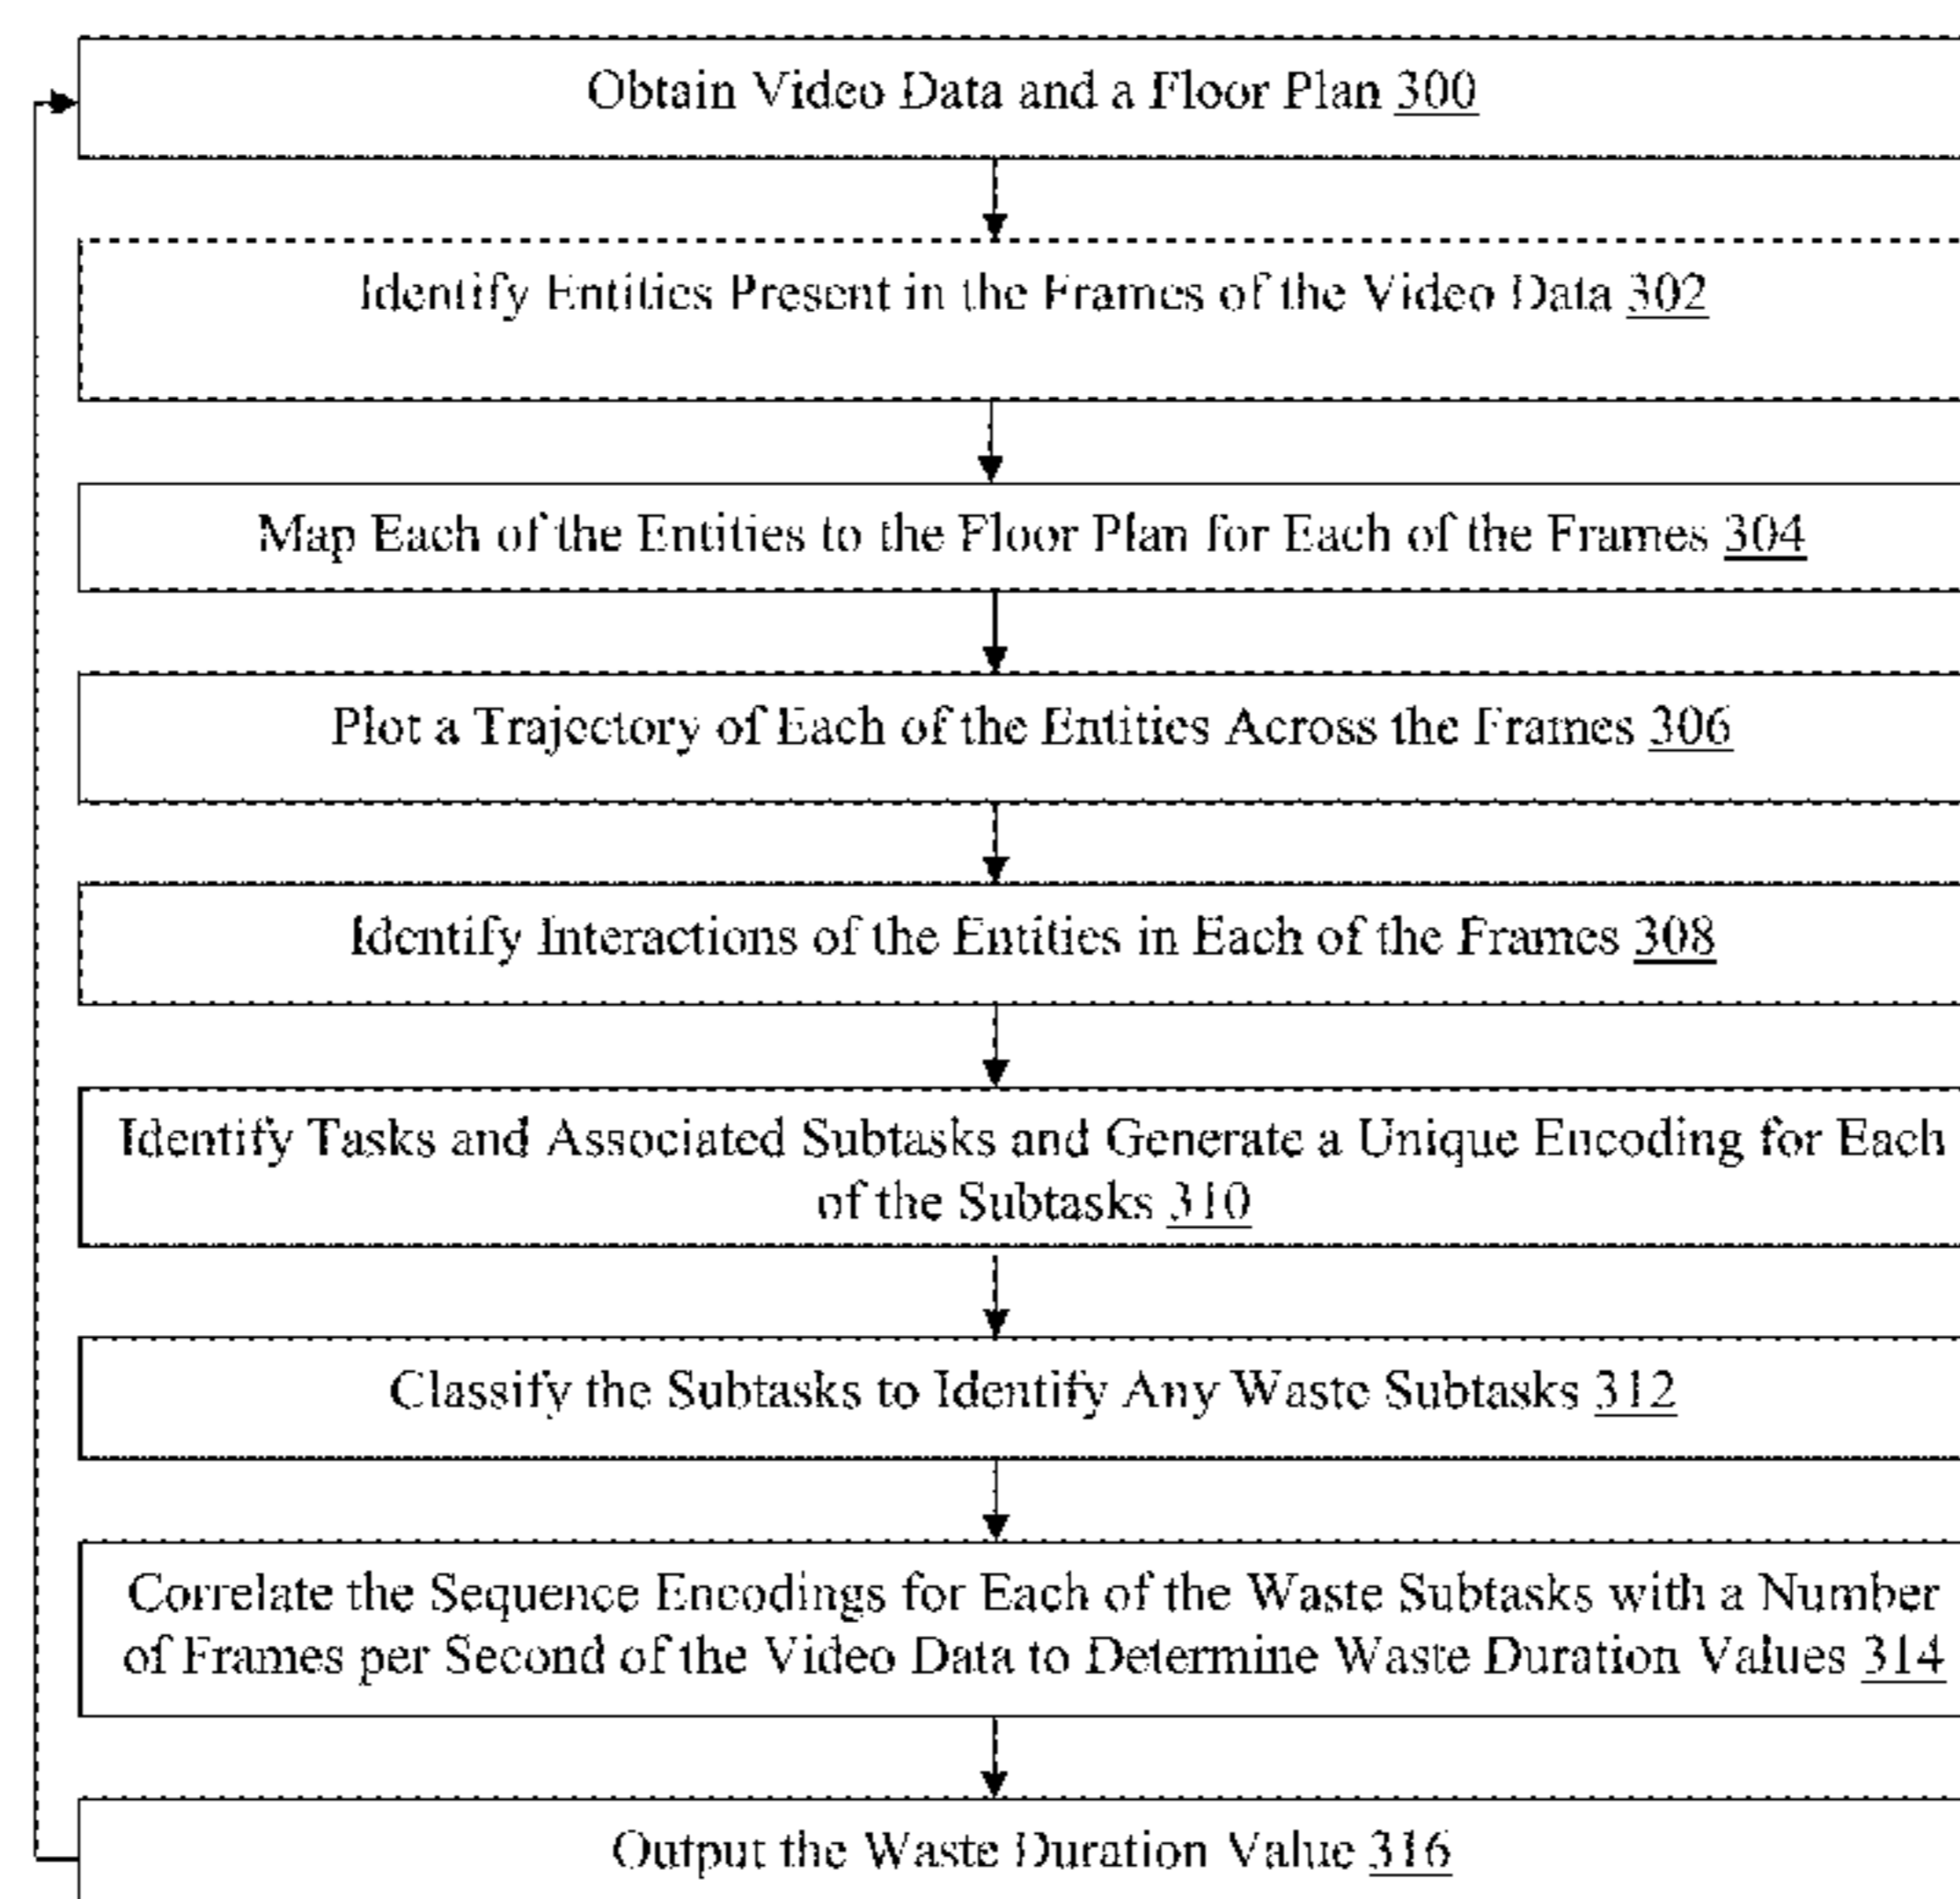 Obtain Video Data and a Floor Plan 300
Identify Entities Present in the Frames of the Video Data 302
Map Each of the Entities to the Floor Plan for Each of the Frames 304
Plot a Trajectory of Each of the Entities Across the Frames 306
Identify Interactions of the Entities in Each of the Frames 308
Identify Tasks and Associated Subtasks and Generate a Unique Encoding for Each
of the Subtasks 310
Classify the Subtasks to Identify Any Waste Subtasks 312
Correlate the Sequence Encodings for Each of the Waste Subtasks with a Number
of Frames per Second of the Video Data to Determine Waste Duration Values 314
Output the Waste Duration Value 316